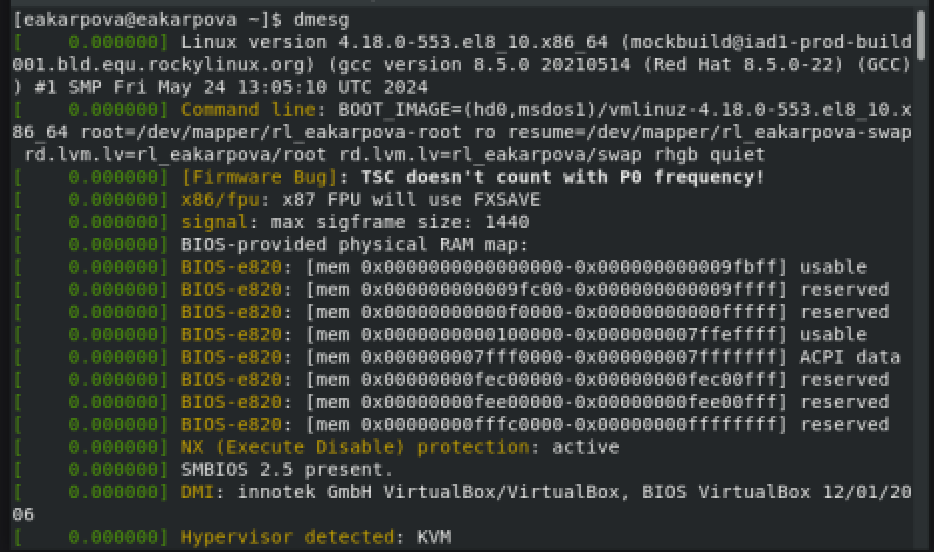 [eakarpova@eakarpova ~]$ dmesg
[    0.000000] Linux version 4.18.0-553.el8_10.x86_64 (mockbuild@iad1-prod-build
001.bld.equ.rockylinux.org) (gcc version 8.5.0 20210514 (Red Hat 8.5.0-22) (GCC)
) #1 SMP Fri May 24 13:05:10 UTC 2024
[    0.000000] Command line: BOOT_IMAGE=(hd0,msdos1)/vmlinuz-4.18.0-553.el8_10.x
86_64 root=/dev/mapper/rl_eakarpova-root ro resume=/dev/mapper/rl_eakarpova-swap
 rd.lvm.lv=rl_eakarpova/root rd.lvm.lv=rl_eakarpova/swap rhgb quiet
[    0.000000] [Firmware Bug]: TSC doesn't count with P0 frequency!
[    0.000000] x86/fpu: x87 FPU will use FXSAVE
[    0.000000] signal: max sigframe size: 1440
[    0.000000] BIOS-provided physical RAM map:
[    0.000000] BIOS-e820: [mem 0x0000000000000000-0x000000000009fbff] usable
[    0.000000] BIOS-e820: [mem 0x000000000009fc00-0x000000000009ffff] reserved
[    0.000000] BIOS-e820: [mem 0x00000000000f0000-0x00000000000fffff] reserved
[    0.000000] BIOS-e820: [mem 0x0000000000100000-0x000000007ffeffff] usable
[    0.000000] BIOS-e820: [mem 0x000000007fff0000-0x000000007fffffff] ACPI data
[    0.000000] BIOS-e820: [mem 0x00000000fec00000-0x00000000fec00fff] reserved
[    0.000000] BIOS-e820: [mem 0x00000000fee00000-0x00000000fee00fff] reserved
[    0.000000] BIOS-e820: [mem 0x00000000fffc0000-0x00000000ffffffff] reserved
[    0.000000] NX (Execute Disable) protection: active
[    0.000000] SMBIOS 2.5 present.
[    0.000000] DMI: innotek GmbH VirtualBox/VirtualBox, BIOS VirtualBox 12/01/20
06
[    0.000000] Hypervisor detected: KVM